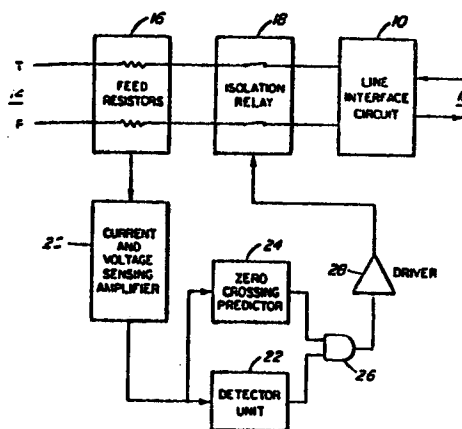 16
18
10
T
12
F
FEED
RESISTORS
ISOLATION
RELAY
LINE
INTERFACE
CIRCUIT
CURRENT
AND
VOLTAGE
SENSING
AMPLIFIER
24
ZERO
CROSSING
PREDICTOR
28
DRIVER
26
22
DETECTOR
UNIT